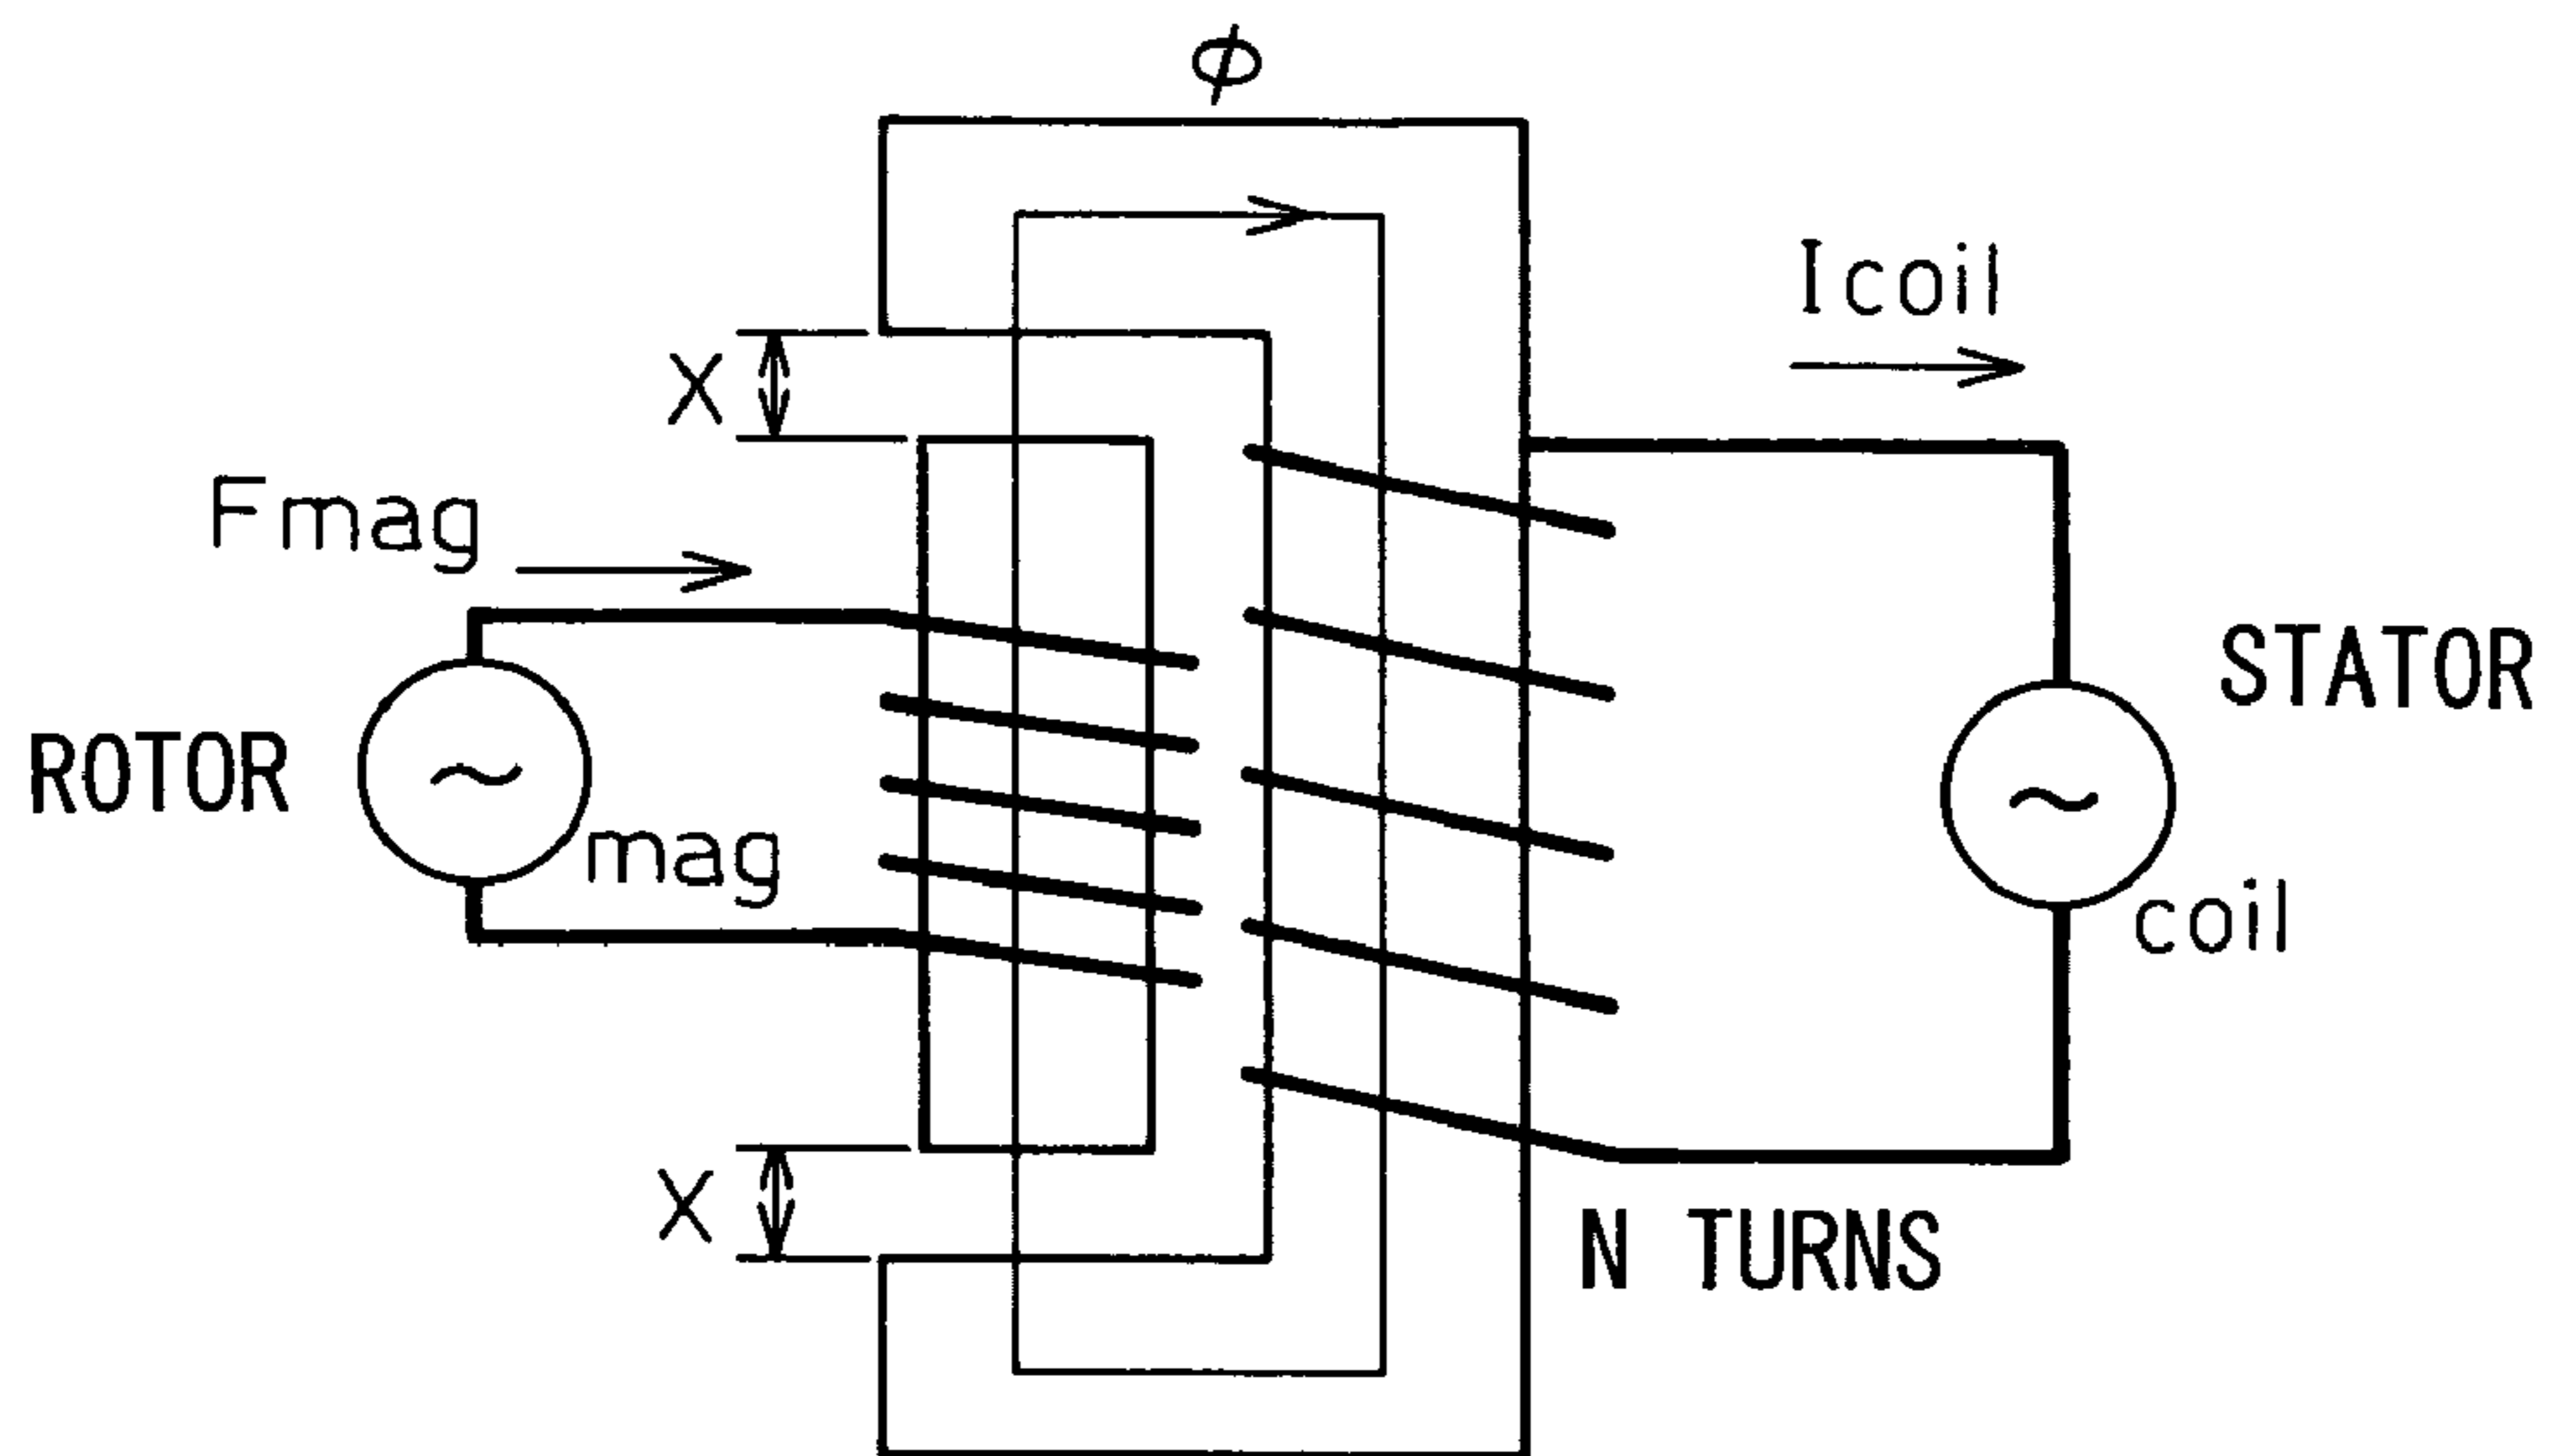 ϕ
Icoil
X
Fmag
STATOR
ROTOR
~
~
mag
coil
X
N TURNS